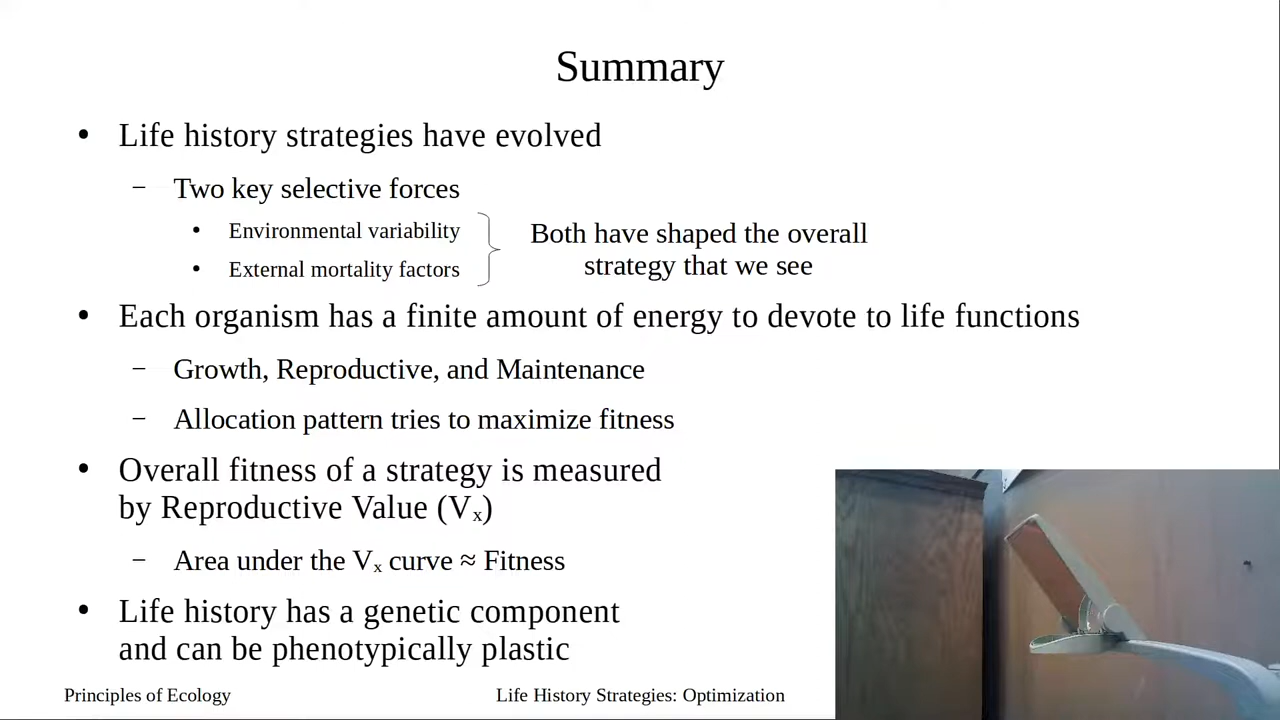 Summary
• Life history strategies have evolved
– Two key selective forces
• Environmental variability
• External mortality factors
Both have shaped the overall
strategy that we see
• Each organism has a finite amount of energy to devote to life functions
– Growth, Reproductive, and Maintenance
– Allocation pattern tries to maximize fitness
• Overall fitness of a strategy is measured
by Reproductive Value (Vₓ)
– Area under the Vₓ curve ≈ Fitness
• Life history has a genetic component
and can be phenotypically plastic
Principles of Ecology
Life History Strategies: Optimization